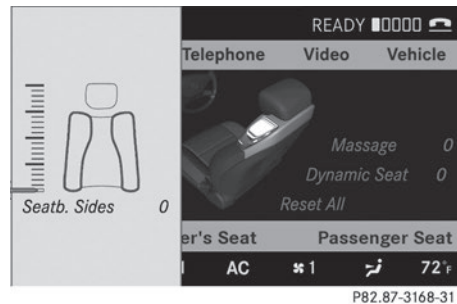 READY
Telephone Video Vehicle
Massage 0
Dynamic Seat 0
Seatb. Sides 0
Reset All
er's Seat Passenger Seat
AC 1 72°F
P82.87-3168-31